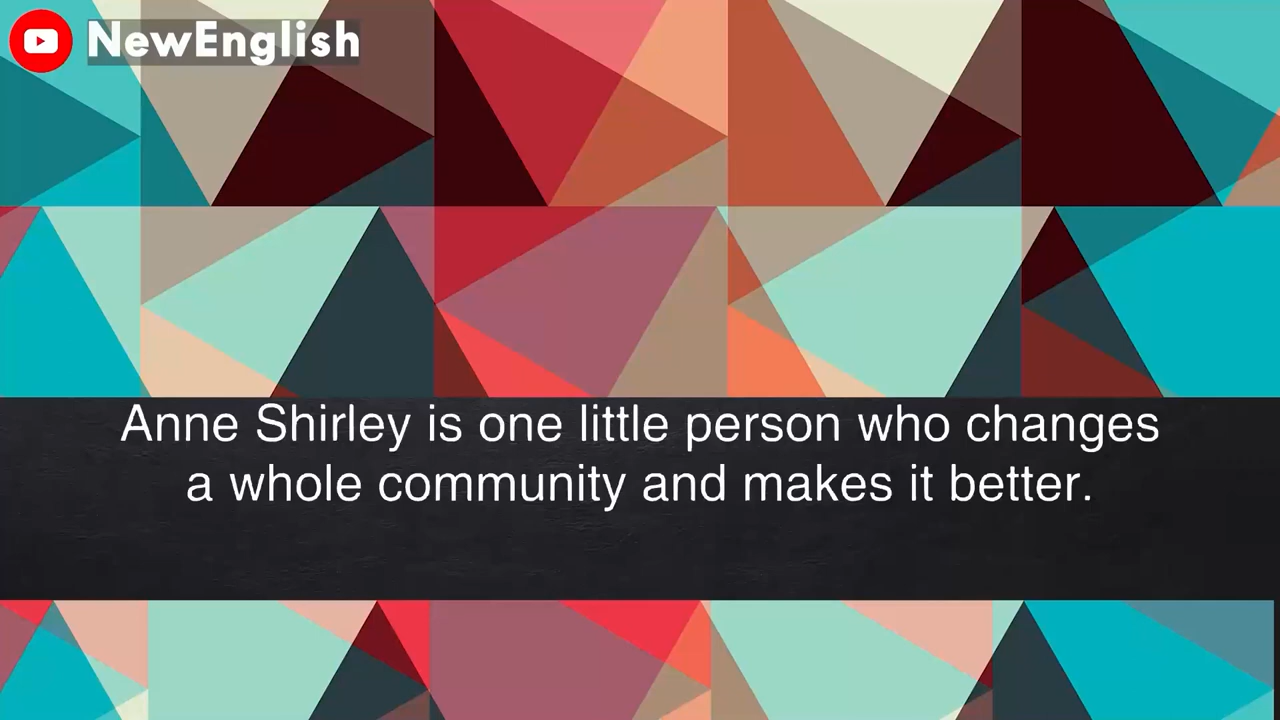 NewEnglish
Anne Shirley is one little person who changes
a whole community and makes it better.